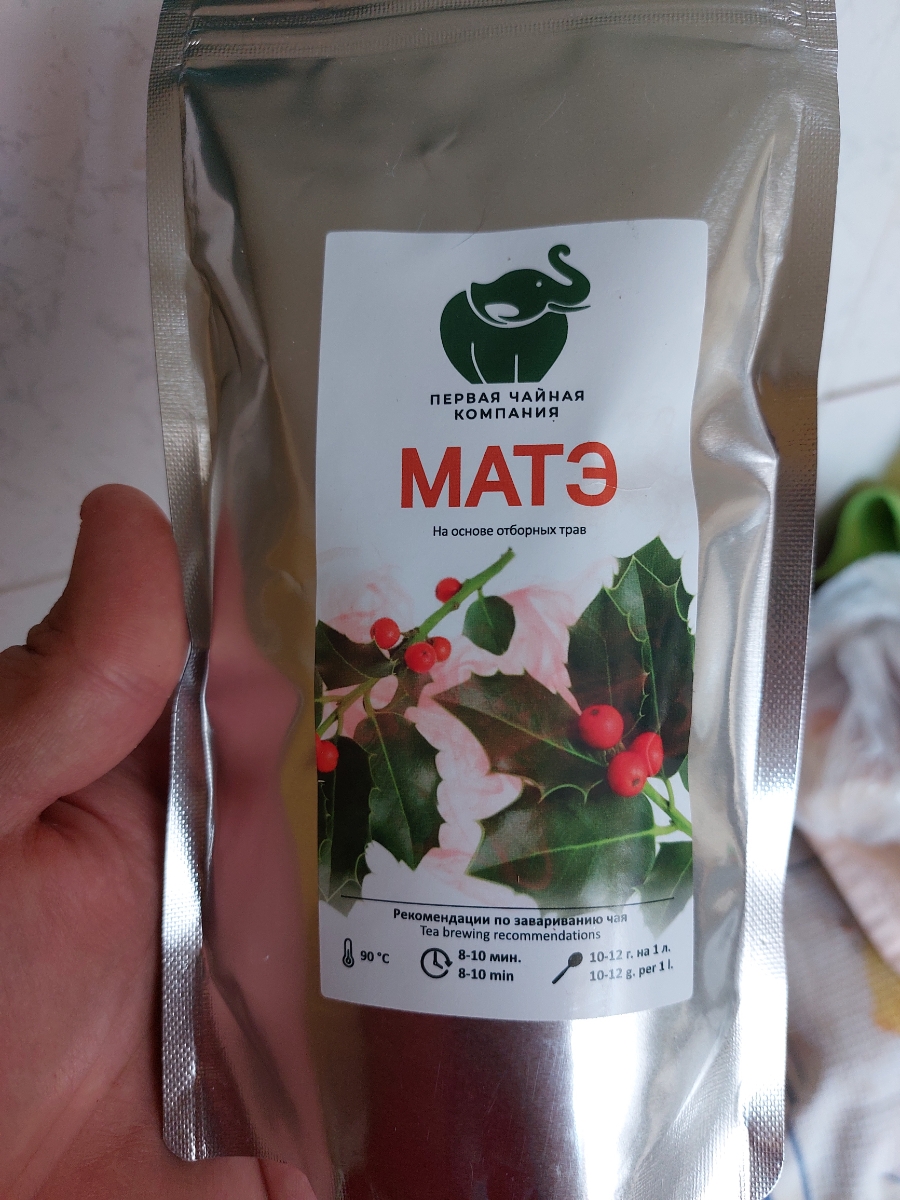 ПЕРВАЯ ЧАЙНАЯ
КОМПАНИЯ
МАТЭ
На основе отборных трав
Рекомендации по завариванию чая
Tea brewing recommendations
90 °C
8-10 мин.
8-10 min
10-12 г. на 1 л.
10-12 g. per 1 l.